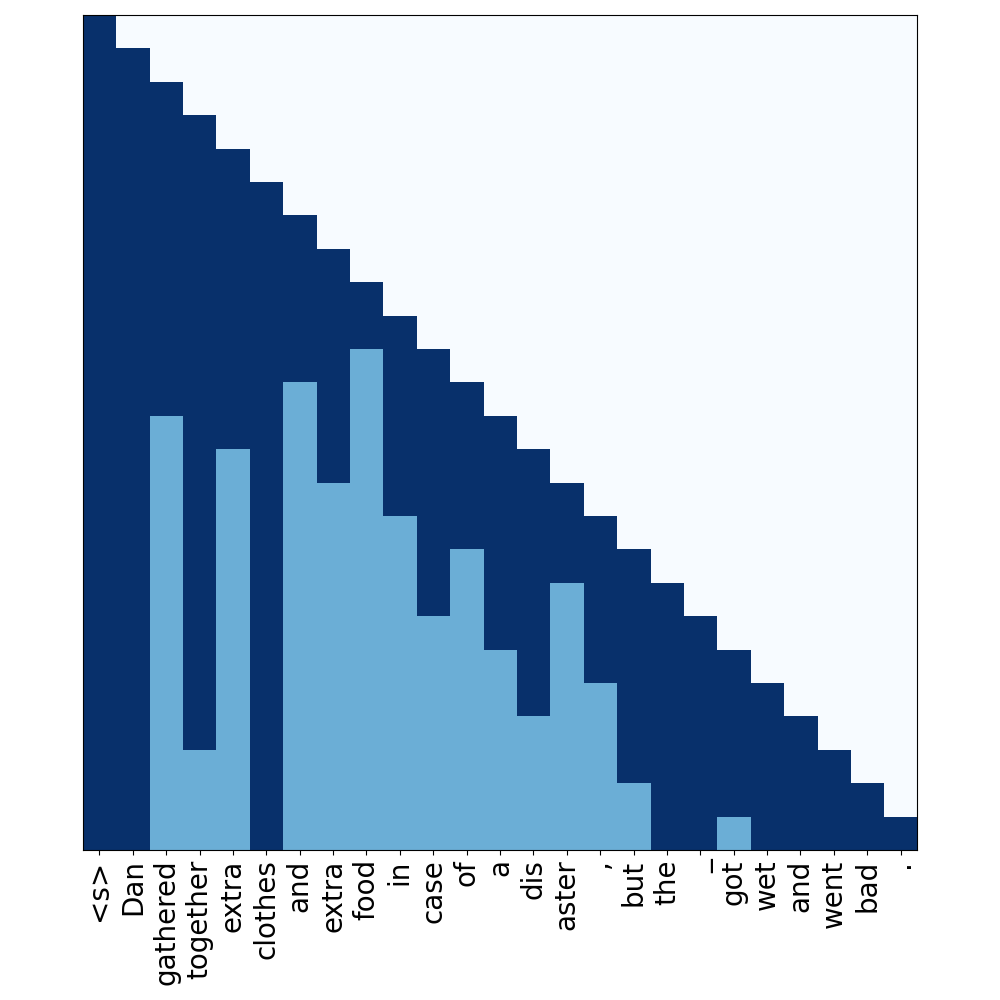 <s>
Dan
gathered
together
extra
clothes
and
extra
food
in
case
of
a
dis
aster
,
but
the
_
got
wet
and
went
bad
.